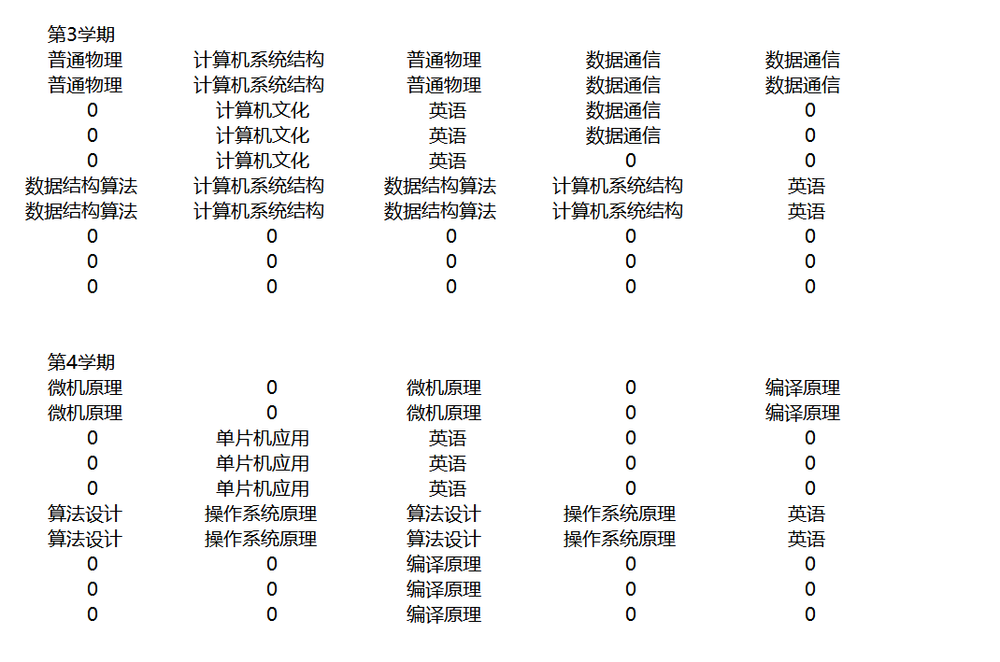 第3学期
普通物理 计算机系统结构 普通物理 数据通信 数据通信
普通物理 计算机系统结构 普通物理 数据通信 数据通信
0 计算机文化 英语 数据通信 0
0 计算机文化 英语 数据通信 0
0 计算机文化 英语 0 0
数据结构算法 计算机系统结构 数据结构算法 计算机系统结构 英语
数据结构算法 计算机系统结构 数据结构算法 计算机系统结构 英语
0 0 0 0 0
0 0 0 0 0
0 0 0 0 0
第4学期
微机原理 0 微机原理 0 编译原理
微机原理 0 微机原理 0 编译原理
0 单片机应用 英语 0 0
0 单片机应用 英语 0 0
0 单片机应用 英语 0 0
算法设计 操作系统原理 算法设计 操作系统原理 英语
算法设计 操作系统原理 算法设计 操作系统原理 英语
0 0 编译原理 0 0
0 0 编译原理 0 0
0 0 编译原理 0 0